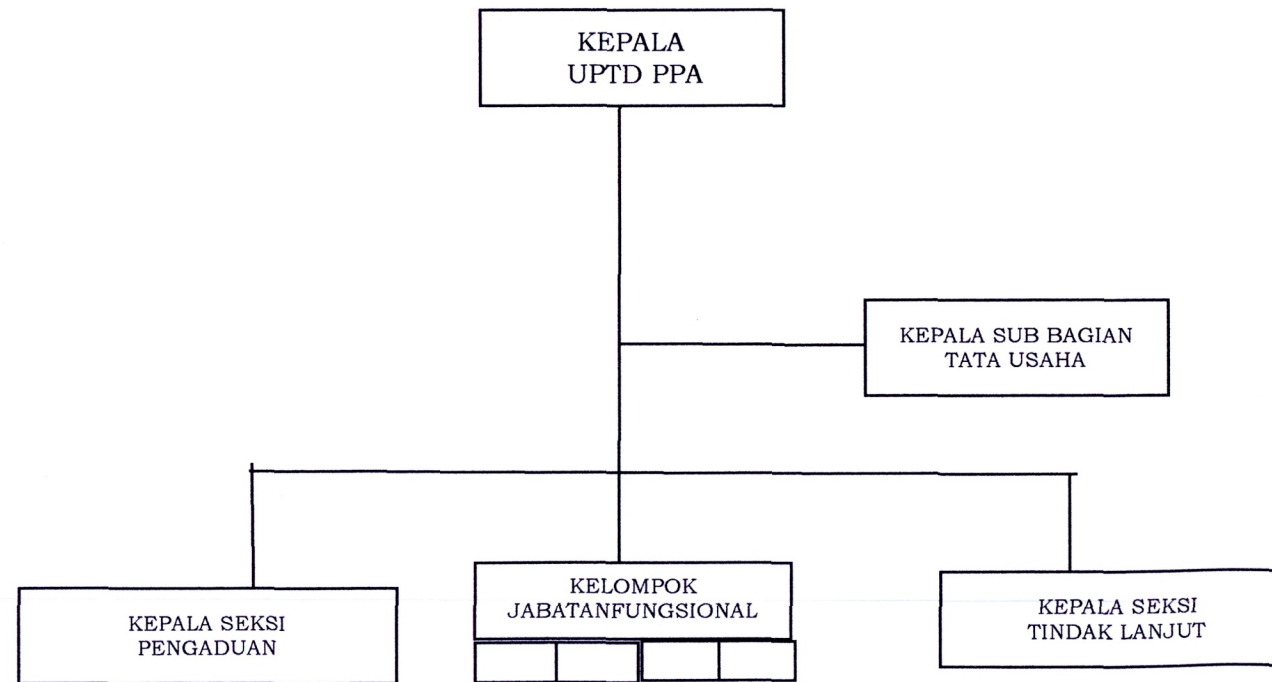 KEPALA
UPTD PPA
KEPALA SUB BAGIAN
TATA USAHA
KEPALA SEKSI
PENGADUAN
KELOMPOK
JABATANFUNGSIONAL
KEPALA SEKSI
TINDAK LANJUT